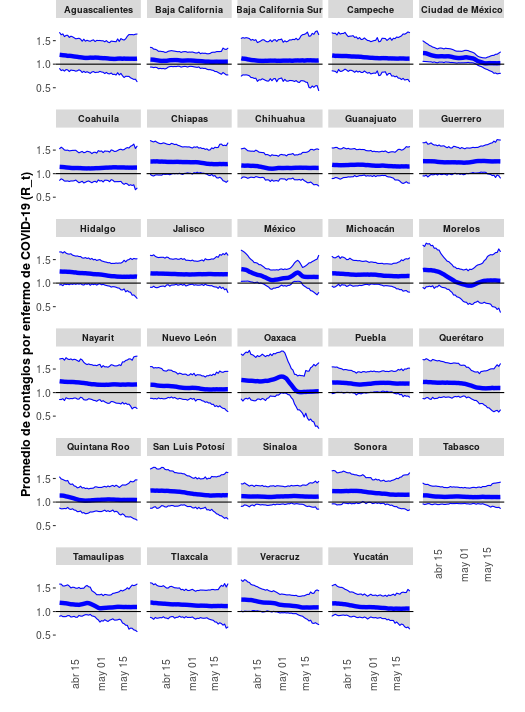 Promedio de contagios por enfermo de COVID-19 (R_t)
Aguascalientes Baja California Baja California Sur Campeche Ciudad de México
1.5
1.0
0.5
Coahuila Chiapas Chihuahua Guanajuato Guerrero
1.5
1.0
0.5
Hidalgo Jalisco México Michoacán Morelos
1.5
1.0
0.5
Nayarit Nuevo León Oaxaca Puebla Querétaro
1.5
1.0
0.5
Quintana Roo San Luis Potosí Sinaloa Sonora Tabasco
1.5
1.0
0.5
abr 15 may 01 may 15
Tamaulipas Tlaxcala Veracruz Yucatán
1.5
1.0
0.5
abr 15 may 01 may 15 abr 15 may 01 may 15 abr 15 may 01 may 15 abr 15 may 01 may 15